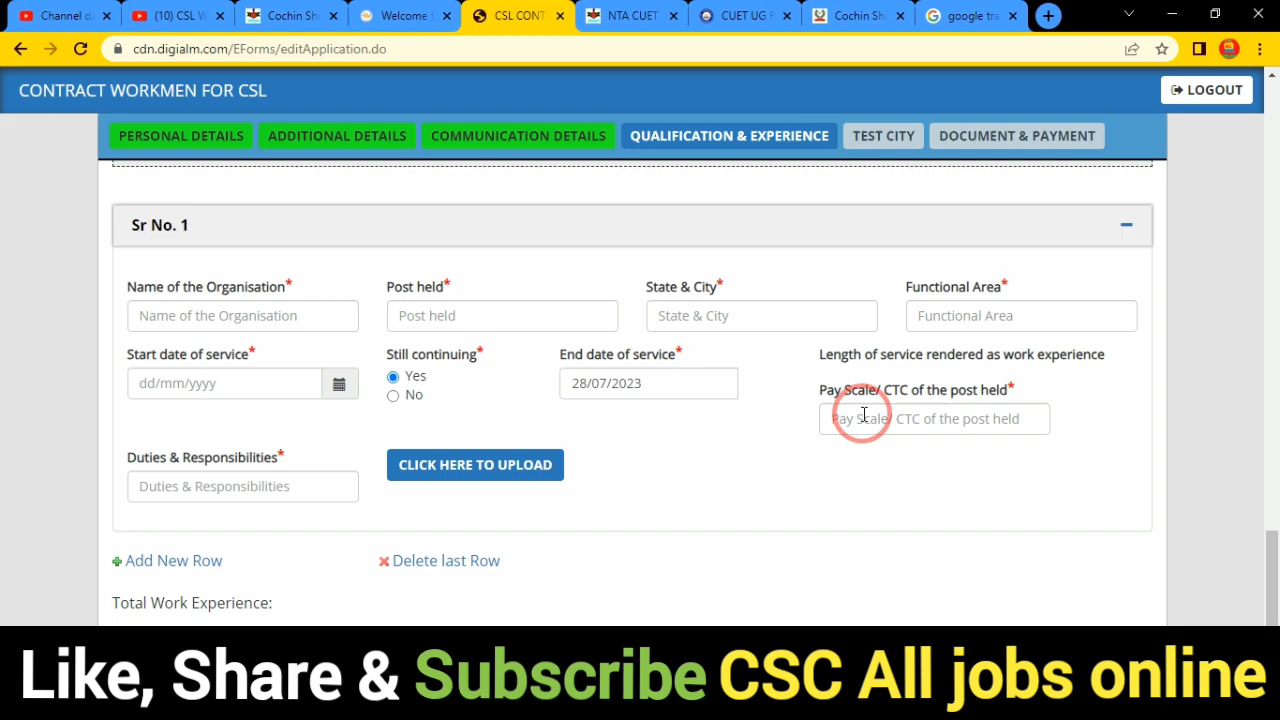 Channel da
(10) CSL W
Cochin Shi
Welcome t
CSL CONT
NTA CUET
CUET UG P
Cochin Shi
google tra
cdn.digialm.com/EForms/editApplication.do
CONTRACT WORKMEN FOR CSL
LOGOUT
PERSONAL DETAILS
ADDITIONAL DETAILS
COMMUNICATION DETAILS
QUALIFICATION & EXPERIENCE
TEST CITY
DOCUMENT & PAYMENT
Sr No. 1
Name of the Organisation*
Post held*
State & City*
Functional Area*
Name of the Organisation
Post held
State & City
Functional Area
Start date of service*
Still continuing*
End date of service*
Length of service rendered as work experience
dd/mm/yyyy
Yes
No
28/07/2023
Pay Scale/ CTC of the post held*
Pay Scale/ CTC of the post held
Duties & Responsibilities*
Duties & Responsibilities
CLICK HERE TO UPLOAD
Add New Row
Delete last Row
Total Work Experience:
Like, Share & Subscribe CSC All jobs online